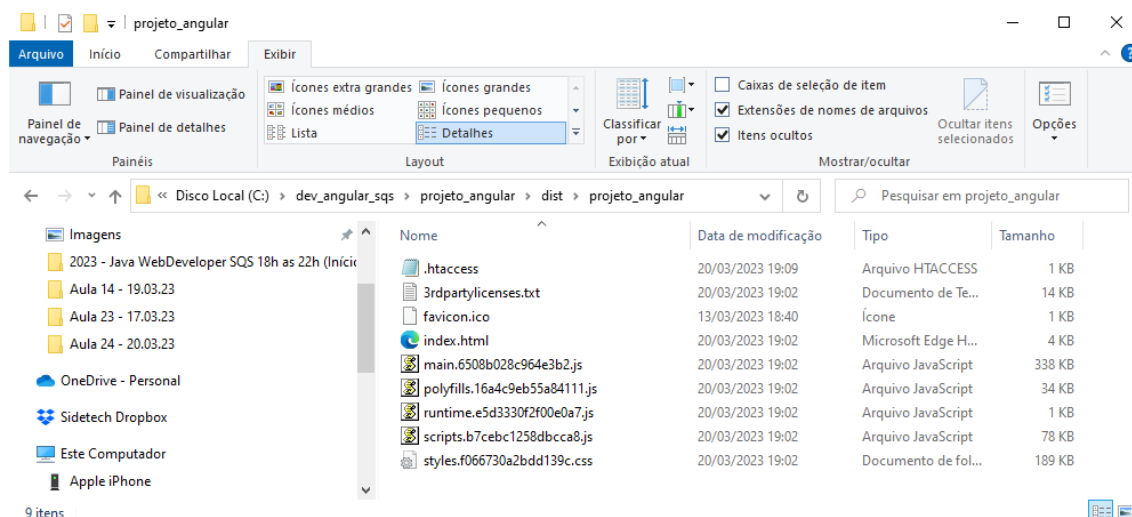 projeto_angular
Arquivo Início Compartilhar Exibir
Painel de navegação
Painel de visualização
Painel de detalhes
Painéis
Ícones extra grandes Ícones grandes
Ícones médios Ícones pequenos
Lista Detalhes
Layout
Classificar por
Exibição atual
Caixas de seleção de item
Extensões de nomes de arquivos
Itens ocultos
Ocultar itens selecionados
Mostrar/ocultar
Opções
« Disco Local (C:) › dev_angular_sqs › projeto_angular › dist › projeto_angular
Pesquisar em projeto_angular
Imagens
2023 - Java WebDeveloper SQS 18h as 22h (Iníci
Aula 14 - 19.03.23
Aula 23 - 17.03.23
Aula 24 - 20.03.23
OneDrive - Personal
Sidetech Dropbox
Este Computador
Apple iPhone
Nome Data de modificação Tipo Tamanho
.htaccess 20/03/2023 19:09 Arquivo HTACCESS 1 KB
3rdpartylicenses.txt 20/03/2023 19:02 Documento de Te... 14 KB
favicon.ico 13/03/2023 18:40 Ícone 1 KB
index.html 20/03/2023 19:02 Microsoft Edge H... 4 KB
main.6508b028c964e3b2.js 20/03/2023 19:02 Arquivo JavaScript 338 KB
polyfills.16a4c9eb55a84111.js 20/03/2023 19:02 Arquivo JavaScript 34 KB
runtime.e5d3330f2f00e0a7.js 20/03/2023 19:02 Arquivo JavaScript 1 KB
scripts.b7cebc1258dbcca8.js 20/03/2023 19:02 Arquivo JavaScript 78 KB
styles.f066730a2bdd139c.css 20/03/2023 19:02 Documento de fol... 189 KB
9 itens